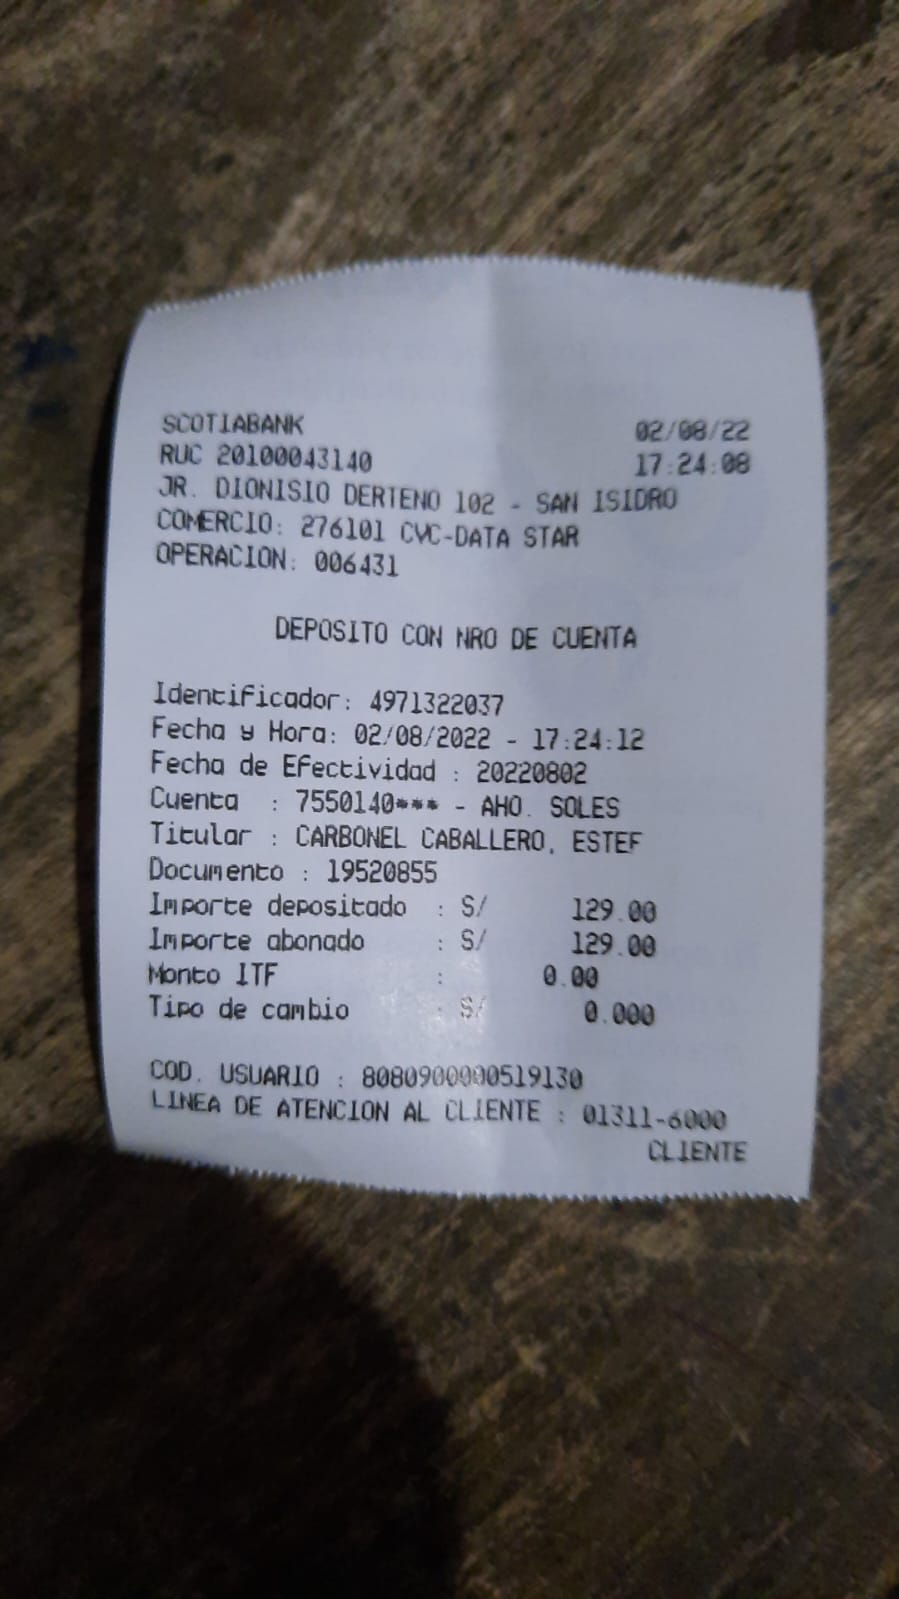 SCOTIABANK 02/08/22
RUC 20100043140 17:24:08
JR. DIONISIO DERTENO 102 - SAN ISIDRO
COMERCIO: 276101 CVC-DATA STAR
OPERACION: 006431
DEPOSITO CON NRO DE CUENTA
Identificador: 4971322037
Fecha y Hora: 02/08/2022 - 17:24:12
Fecha de Efectividad : 20220802
Cuenta : 7550140*** - AHO. SOLES
Titular : CARBONEL CABALLERO, ESTEF
Documento : 19520855
Importe depositado : S/ 129.00
Importe abonado : S/ 129.00
Monto ITF : 0.00
Tipo de cambio : S/ 0.000
COD. USUARIO : 8080900000519130
LINEA DE ATENCION AL CLIENTE : 01311-6000
CLIENTE